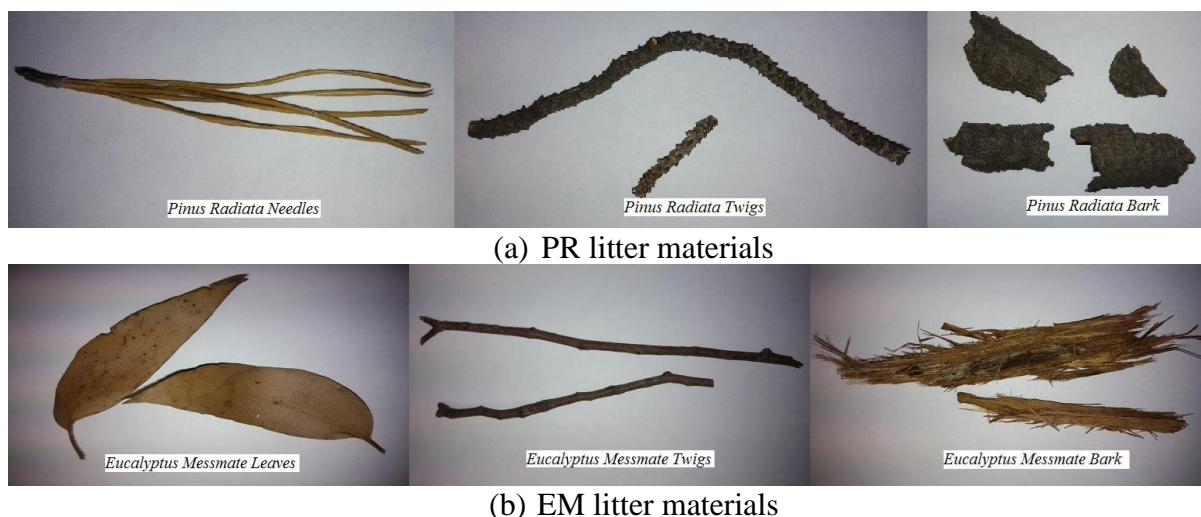 Pinus Radiata Needles
Pinus Radiata Twigs
Pinus Radiata Bark
(a) PR litter materials
Eucalyptus Messmate Leaves
Eucalyptus Messmate Twigs
Eucalyptus Messmate Bark
(b) EM litter materials